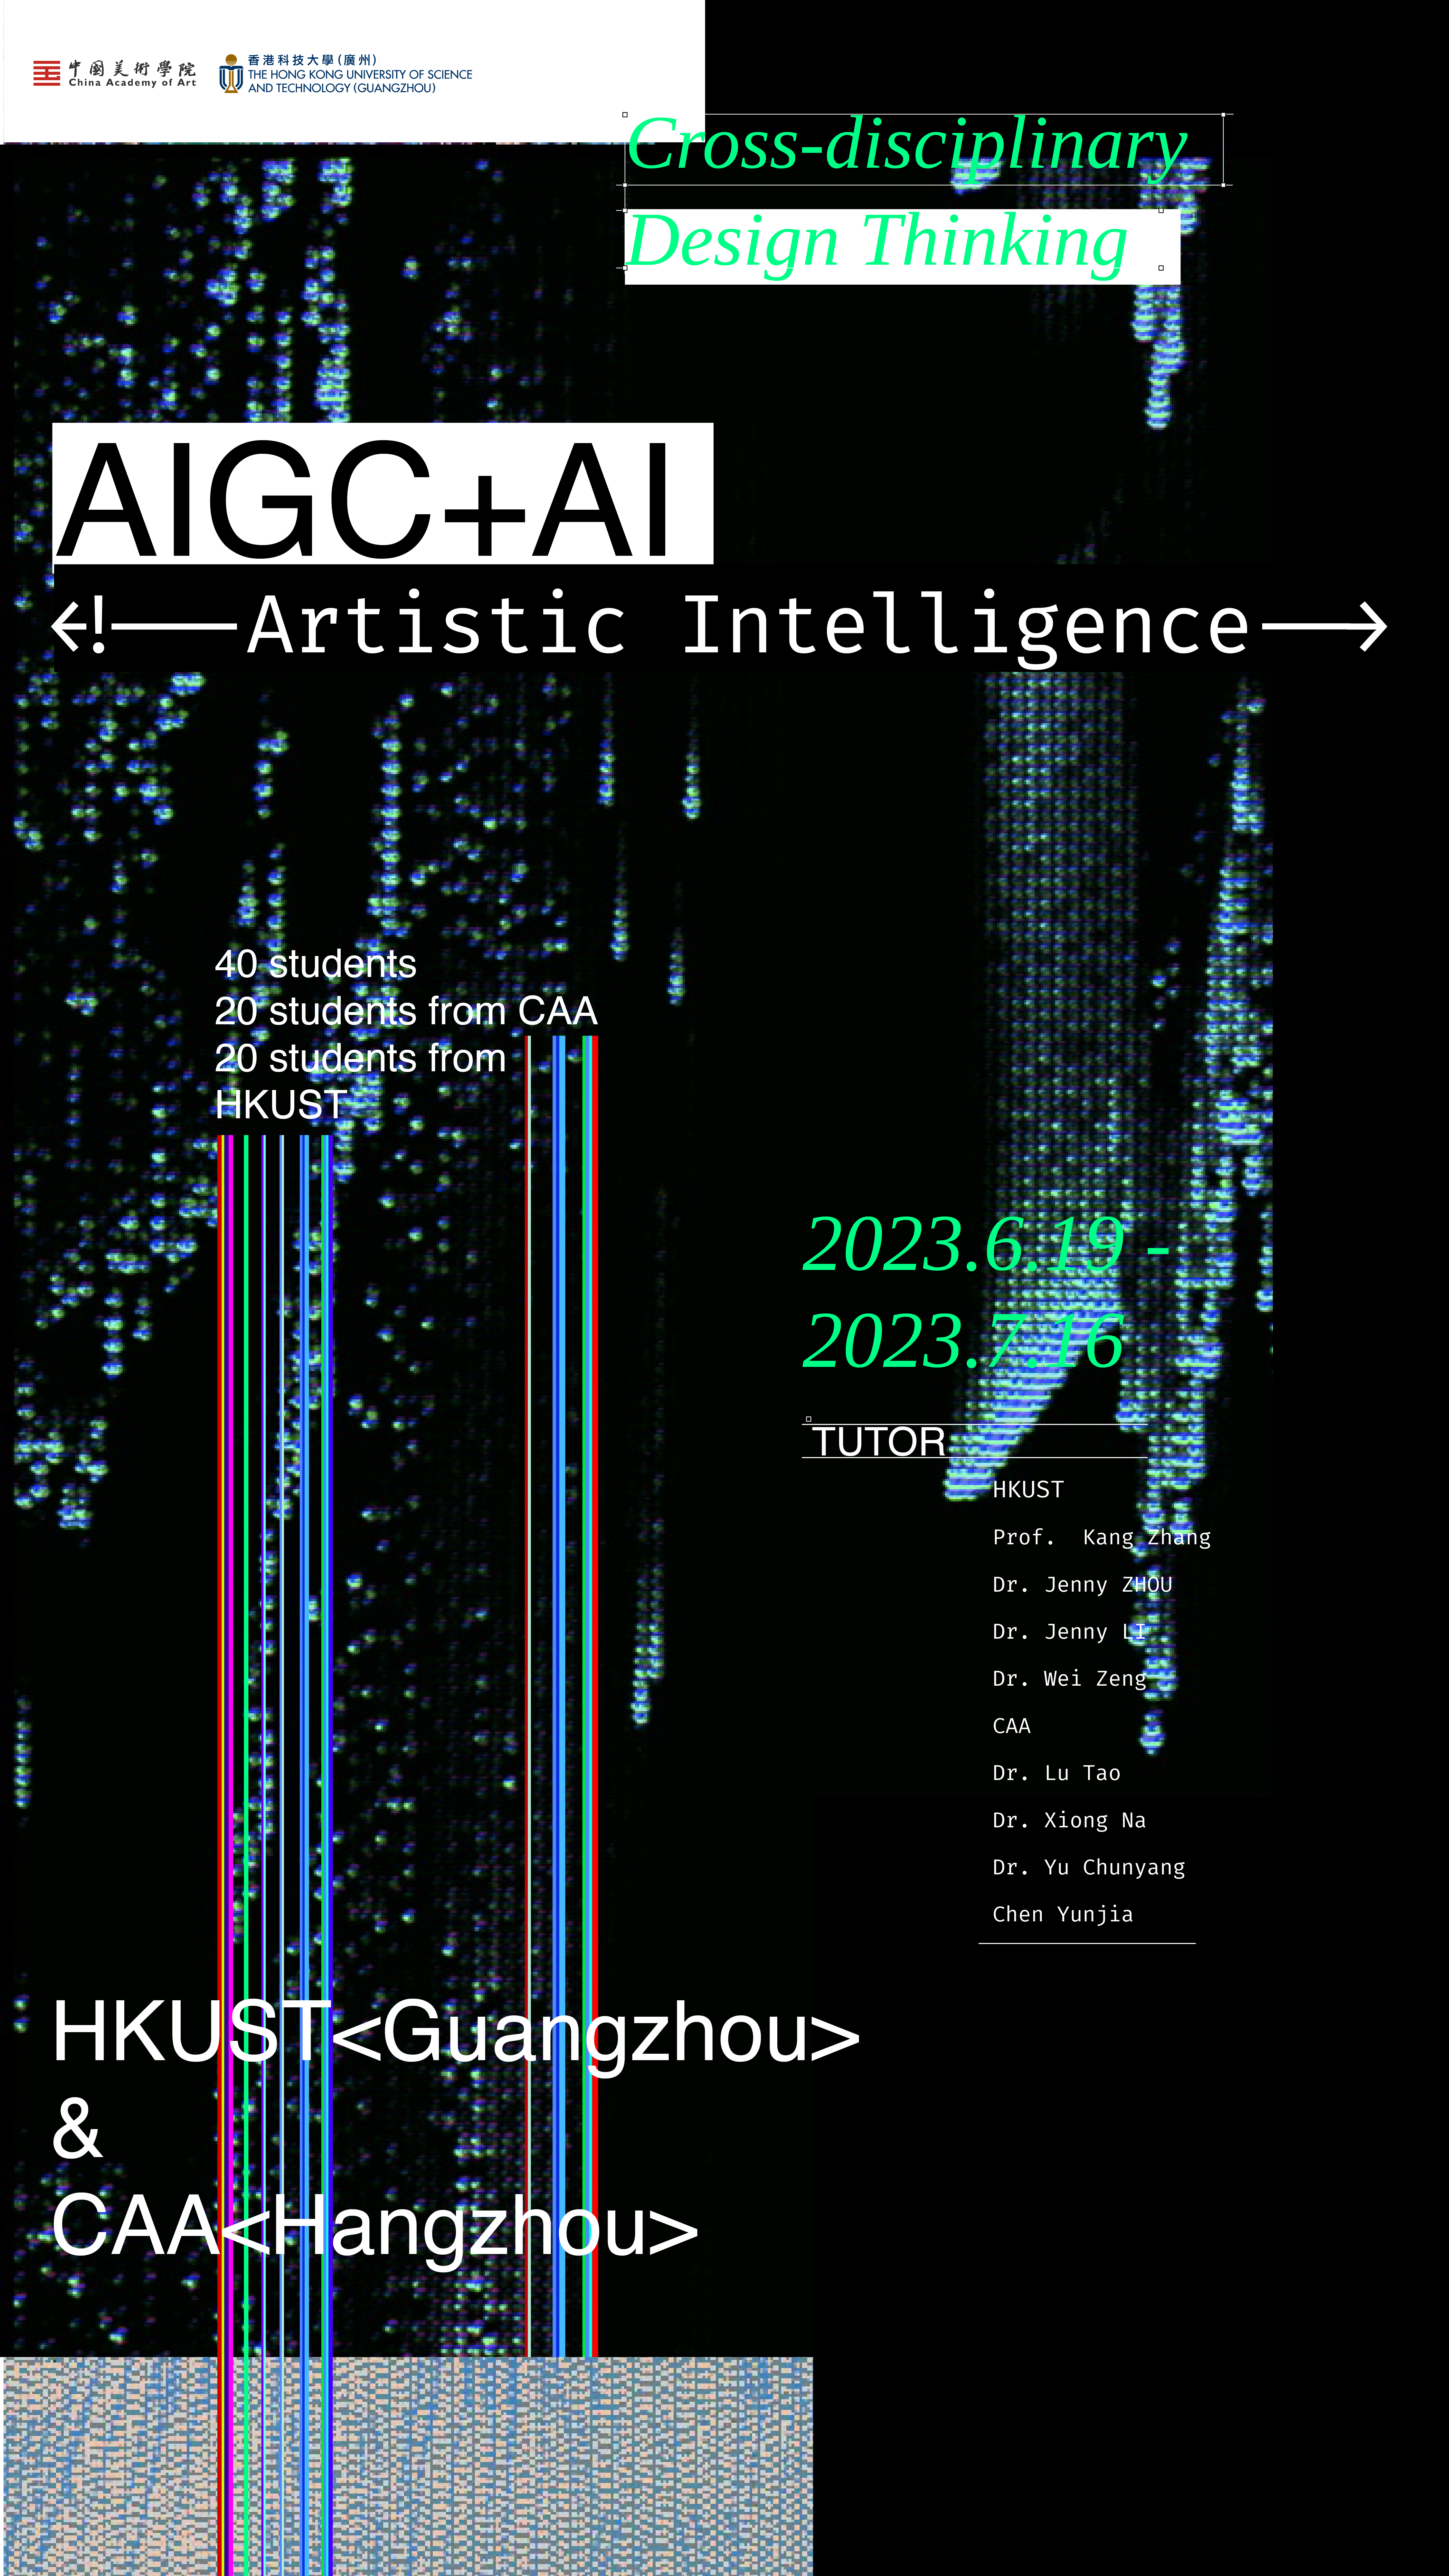 中國美術學院
China Academy of Art
香港科技大學(廣州)
THE HONG KONG UNIVERSITY OF SCIENCE
AND TECHNOLOGY (GUANGZHOU)
Cross-disciplinary
Design Thinking
AIGC+AI
<!——Artistic Intelligence——>
40 students
20 students from CAA
20 students from
HKUST
2023.6.19 -
2023.7.16
TUTOR
HKUST
Prof. Kang Zhang
Dr. Jenny ZHOU
Dr. Jenny LI
Dr. Wei Zeng
CAA
Dr. Lu Tao
Dr. Xiong Na
Dr. Yu Chunyang
Chen Yunjia
HKUST<Guangzhou>
&
CAA<Hangzhou>